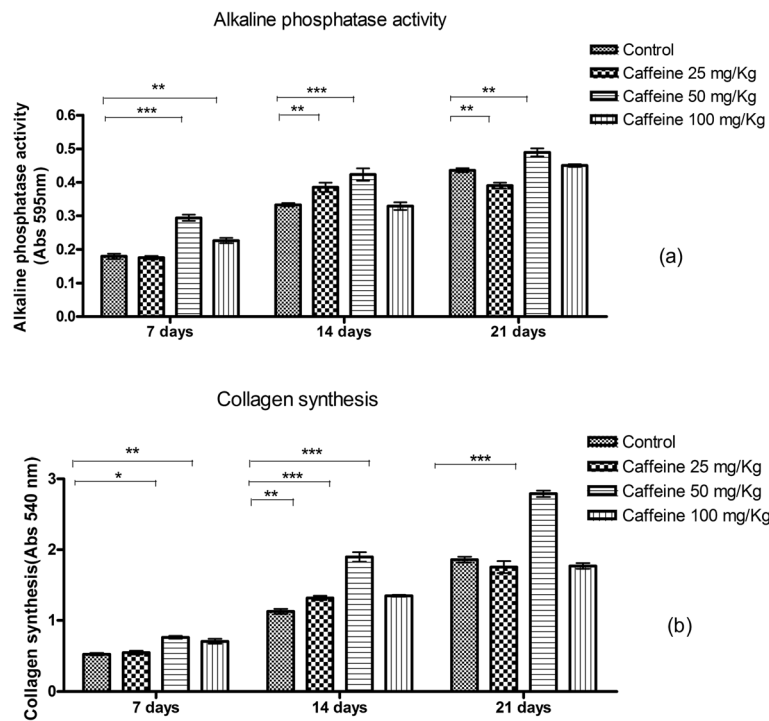 Alkaline phosphatase activity
Control
Caffeine 25 mg/Kg
Caffeine 50 mg/Kg
Caffeine 100 mg/Kg
Alkaline phosphatase activity
(Abs 595nm)
0.6
0.5
0.4
0.3
0.2
0.1
0.0
**
***
***
**
**
**
7 days
14 days
21 days
(a)
Collagen synthesis
Control
Caffeine 25 mg/Kg
Caffeine 50 mg/Kg
Caffeine 100 mg/Kg
Collagen synthesis(Abs 540 nm)
3
2
1
0
**
*
***
***
**
***
7 days
14 days
21 days
(b)